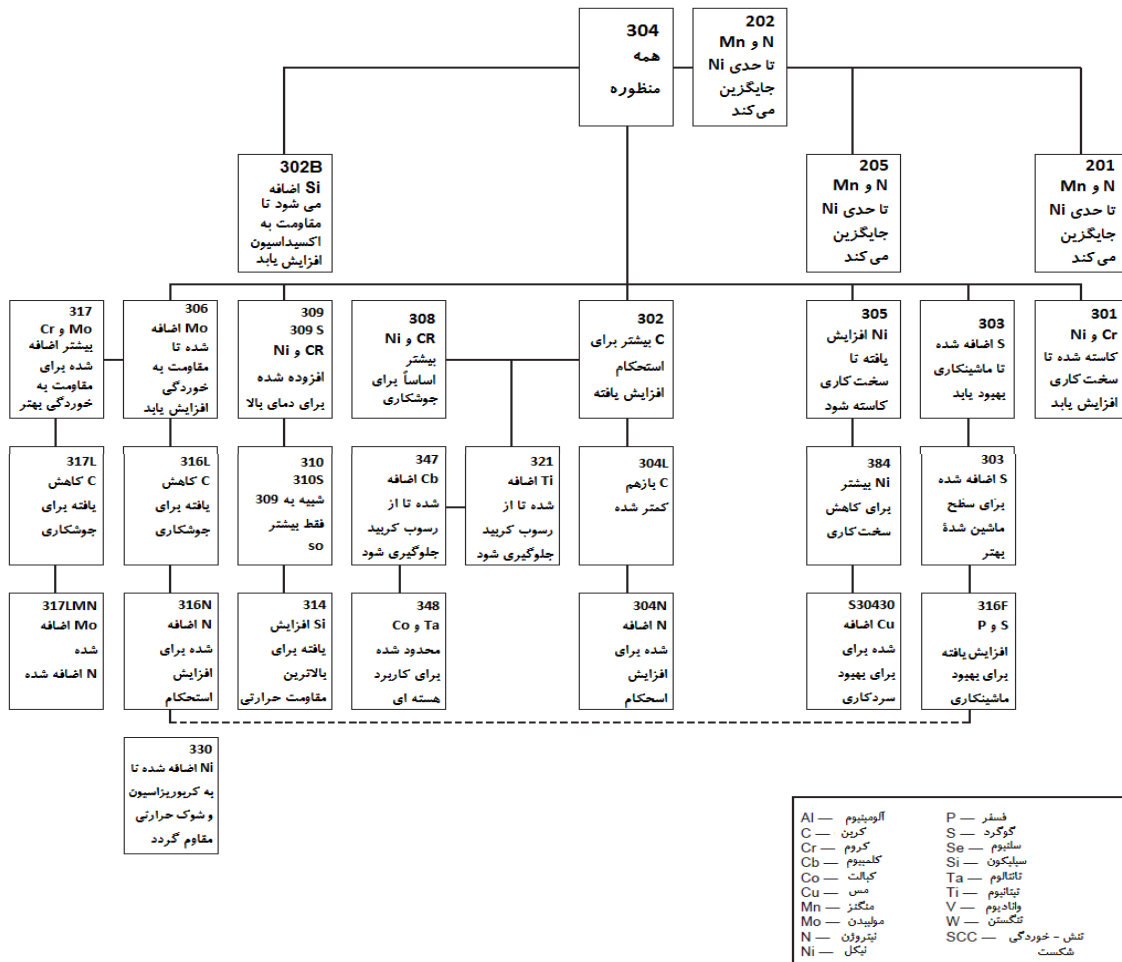 304
همه
منظوره
202
N و Mn
تا حدی Ni
جایگزین
می‌کند
302B
Si اضافه
می شود تا
مقاومت به
اکسیداسیون
افزایش یابد
205
N و Mn
تا حدی Ni
جایگزین
می‌کند
201
N و Mn
تا حدی Ni
جایگزین
می‌کند
317
Mo و Cr
بیشتر اضافه
شده برای
مقاومت به
خوردگی بهتر
306
Mo اضافه
شده تا
مقاومت به
خوردگی
افزایش یابد
309
309 S
CR و Ni
افزوده شده
برای دمای بالا
308
CR و Ni
بیشتر
اساساً برای
جوشکاری
302
C بیشتر برای
استحکام
افزایش یافته
305
Ni افزایش
یافته تا
سخت کاری
کاسته شود
303
S اضافه شده
تا ماشینکاری
بهبود یابد
301
Cr و Ni
کاسته شده تا
سخت کاری
افزایش یابد
317L
C کاهش
یافته برای
جوشکاری
316L
C کاهش
یافته برای
جوشکاری
310
310S
شبیه به 309
فقط بیشتر
so
347
Cb اضافه
شده تا از
رسوب کربید
جلوگیری شود
321
Ti اضافه
شده تا از
رسوب کربید
جلوگیری شود
304L
C بازهم
کمتر شده
384
Ni بیشتر
برای کاهش
سخت‌کاری
303
S اضافه شده
برای سطح
ماشین شدهٔ
بهتر
317LMN
Mo اضافه
شده
N اضافه شده
316N
N اضافه
شده برای
افزایش
استحکام
314
Si افزایش
یافته برای
بالاترین
مقاومت حرارتی
348
Ta و Co
محدود شده
برای کاربرد
هسته ای
304N
N اضافه
شده برای
افزایش
اسحکام
S30430
Cu اضافه
شده برای
بهبود
سردکاری
316F
S و P
افزایش یافته
برای بهبود
ماشینکاری
330
Ni اضافه شده تا
به کربوریزاسیون
و شوک حرارتی
مقاوم گردد
Al — آلومینیوم
C — کربن
Cr — کروم
Cb — کلمبیوم
Co — کبالت
Cu — مس
Mn — منگنز
Mo — مولیبدن
N — نیتروژن
Ni — نیکل
P — فسفر
S — گوگرد
Se — سلنیوم
Si — سیلیکون
Ta — تانتالوم
Ti — تیتانیوم
V — وانادیوم
W — تنگستن
SCC — تنش - خوردگی
شکست